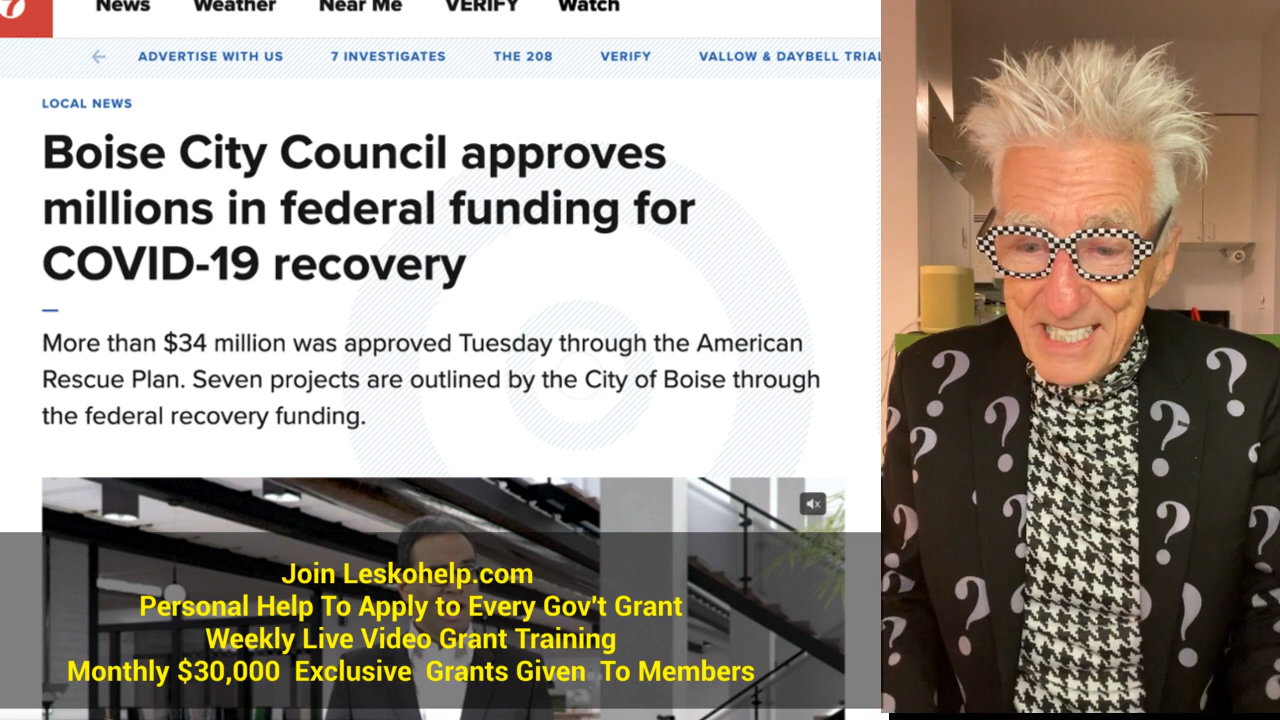 7
News Weather Near Me VERIFY Watch
ADVERTISE WITH US 7 INVESTIGATES THE 208 VERIFY VALLOW & DAYBELL TRIAL
LOCAL NEWS
Boise City Council approves
millions in federal funding for
COVID-19 recovery
More than $34 million was approved Tuesday through the American
Rescue Plan. Seven projects are outlined by the City of Boise through
the federal recovery funding.
Join Leskohelp.com
Personal Help To Apply to Every Gov't Grant
Weekly Live Video Grant Training
Monthly $30,000 Exclusive Grants Given To Members